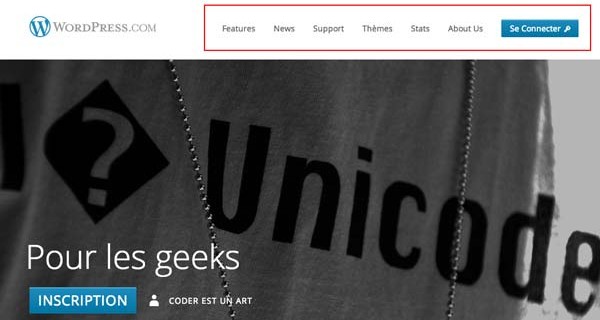 WORDPRESS.COM
Features News Support Thèmes Stats About Us Se Connecter
? Unicode
Pour les geeks
INSCRIPTION CODER EST UN ART